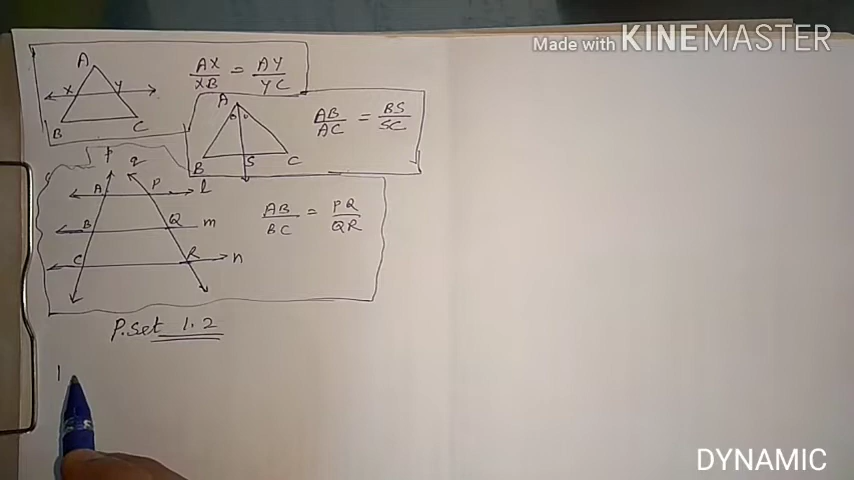 Made with KINEMASTER
A
X Y
B C
AX/XB = AY/YC
A
B S C
AB/AC = BS/SC
p q
A P l
B Q m
C R n
AB/BC = PQ/QR
P.Set 1.2
1
DYNAMIC